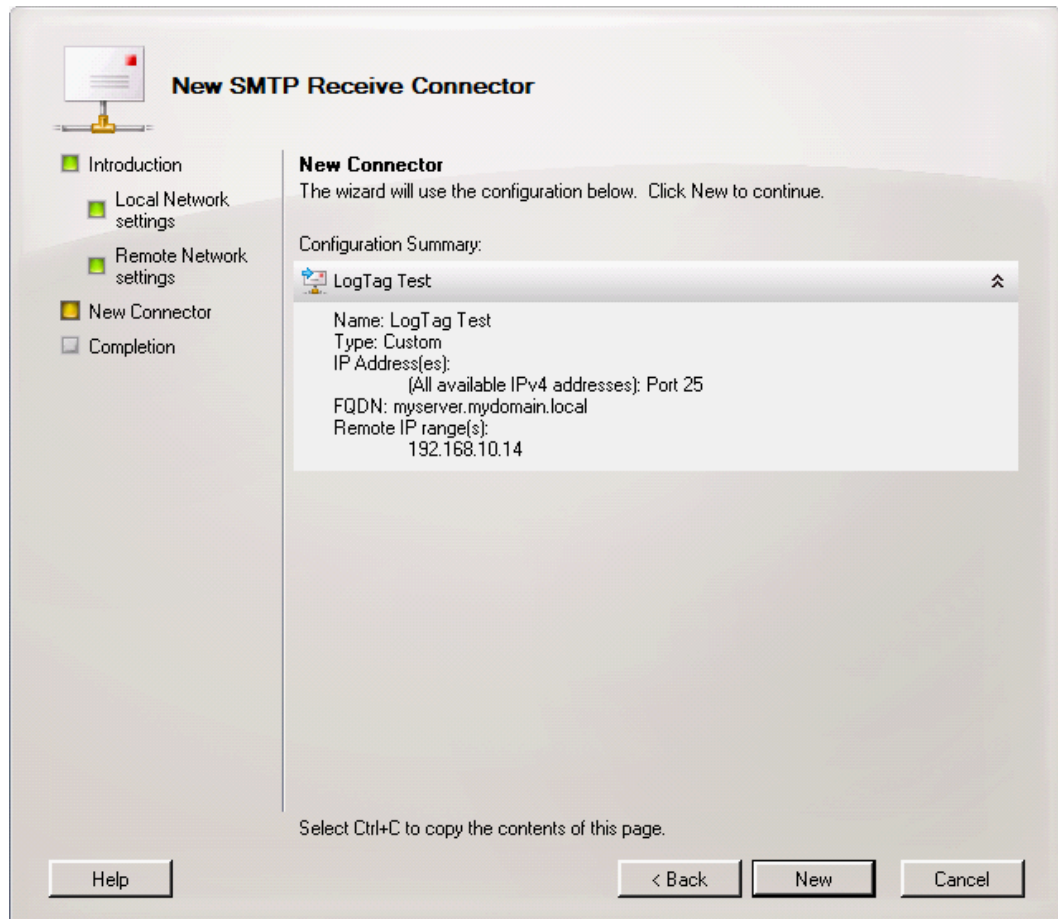 New SMTP Receive Connector
Introduction
Local Network
settings
Remote Network
settings
New Connector
Completion
New Connector
The wizard will use the configuration below.  Click New to continue.
Configuration Summary:
LogTag Test
Name: LogTag Test
Type: Custom
IP Address(es):
(All available IPv4 addresses): Port 25
FQDN: myserver.mydomain.local
Remote IP range(s):
192.168.10.14
Select Ctrl+C to copy the contents of this page.
Help
< Back
New
Cancel